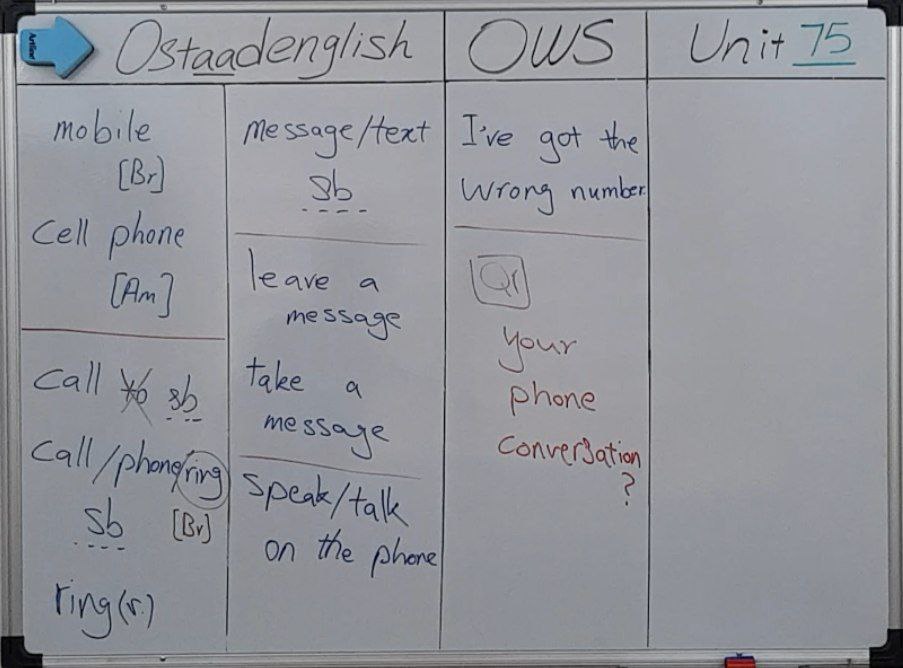 Artline
Ostaadenglish
OWS
Unit 75
mobile
[Br]
Cell phone
[Am]
Call to sb
Call/phone/ring
sb [Br]
ring (r.)
message/text
sb
leave a
message
take a
message
speak/talk
on the phone
I've got the
wrong number
Qr
your
phone
conversation
?